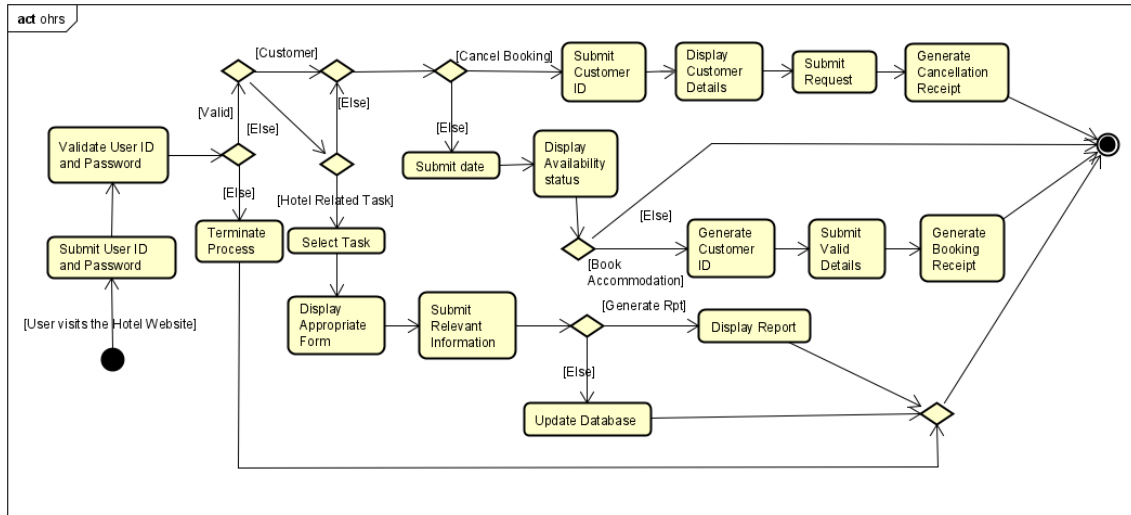 act ohrs
[Customer]
[Cancel Booking]
Submit
Customer
ID
Display
Customer
Details
Submit
Request
Generate
Cancellation
Receipt
[Valid]
[Else]
[Else]
[Else]
Validate User ID
and Password
Submit date
Display
Availability
status
[Else]
[Hotel Related Task]
Terminate
Process
Select Task
[Else]
Submit User ID
and Password
Generate
Customer
ID
Submit
Valid
Details
Generate
Booking
Receipt
[Book
Accommodation]
[User visits the Hotel Website]
Display
Appropriate
Form
Submit
Relevant
Information
[Generate Rpt]
Display Report
[Else]
Update Database